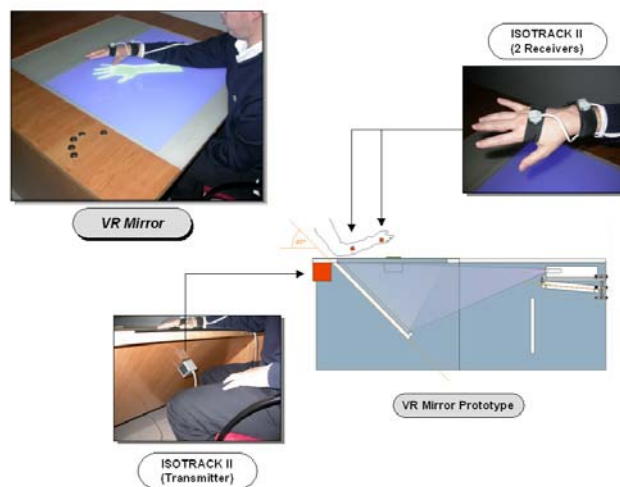 ISOTRACK II
(2 Receivers)
VR Mirror
VR Mirror Prototype
ISOTRACK II
(Transmitter)